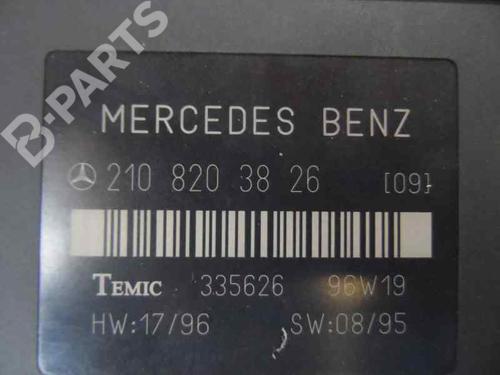 B-PARTS
MERCEDES BENZ
210 820 38 26 [09]
TEMIC 335626 96W19
HW:17/96 SW:08/95